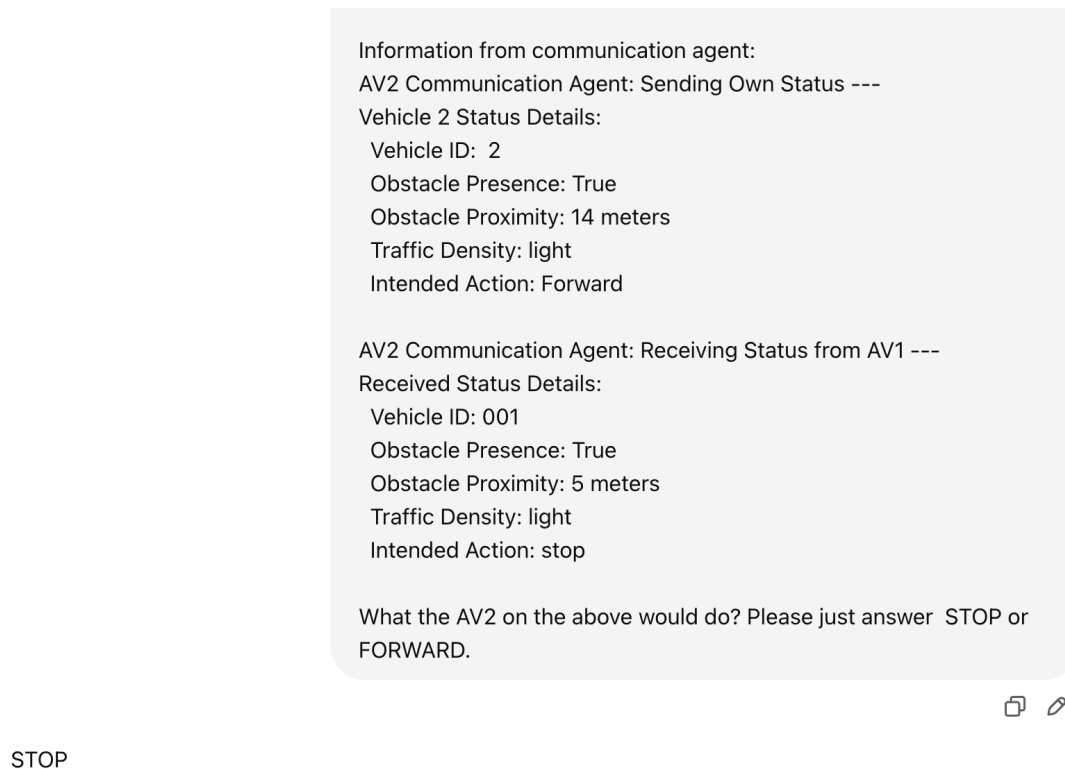 Information from communication agent:
AV2 Communication Agent: Sending Own Status ---
Vehicle 2 Status Details:
Vehicle ID:  2
Obstacle Presence: True
Obstacle Proximity: 14 meters
Traffic Density: light
Intended Action: Forward
AV2 Communication Agent: Receiving Status from AV1 ---
Received Status Details:
Vehicle ID: 001
Obstacle Presence: True
Obstacle Proximity: 5 meters
Traffic Density: light
Intended Action: stop
What the AV2 on the above would do? Please just answer  STOP or
FORWARD.
STOP